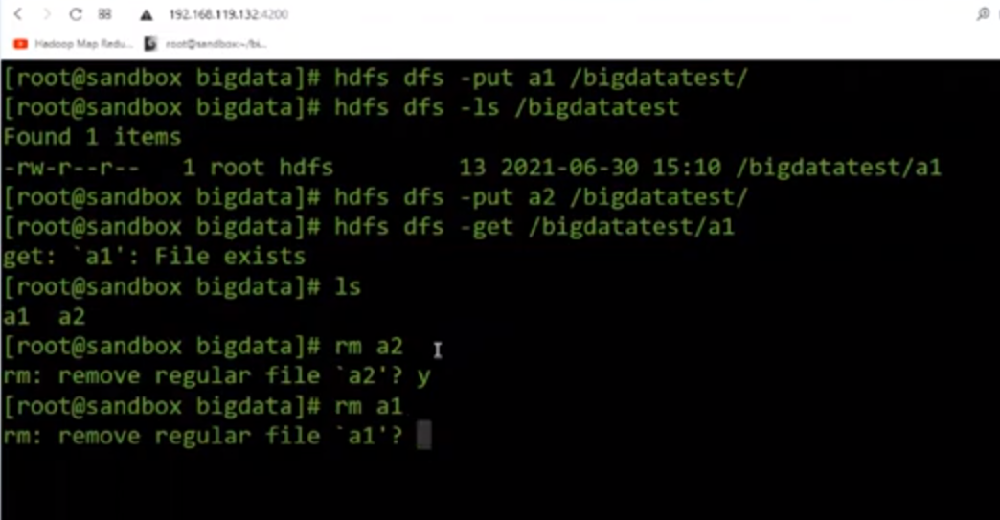 192.168.119.132:4200
Hadoop Map Redu... root@sandbox:~/bi...
[root@sandbox bigdata]# hdfs dfs -put a1 /bigdatatest/
[root@sandbox bigdata]# hdfs dfs -ls /bigdatatest
Found 1 items
-rw-r--r--   1 root hdfs         13 2021-06-30 15:10 /bigdatatest/a1
[root@sandbox bigdata]# hdfs dfs -put a2 /bigdatatest/
[root@sandbox bigdata]# hdfs dfs -get /bigdatatest/a1
get: `a1': File exists
[root@sandbox bigdata]# ls
a1  a2
[root@sandbox bigdata]# rm a2
rm: remove regular file `a2'? y
[root@sandbox bigdata]# rm a1
rm: remove regular file `a1'?